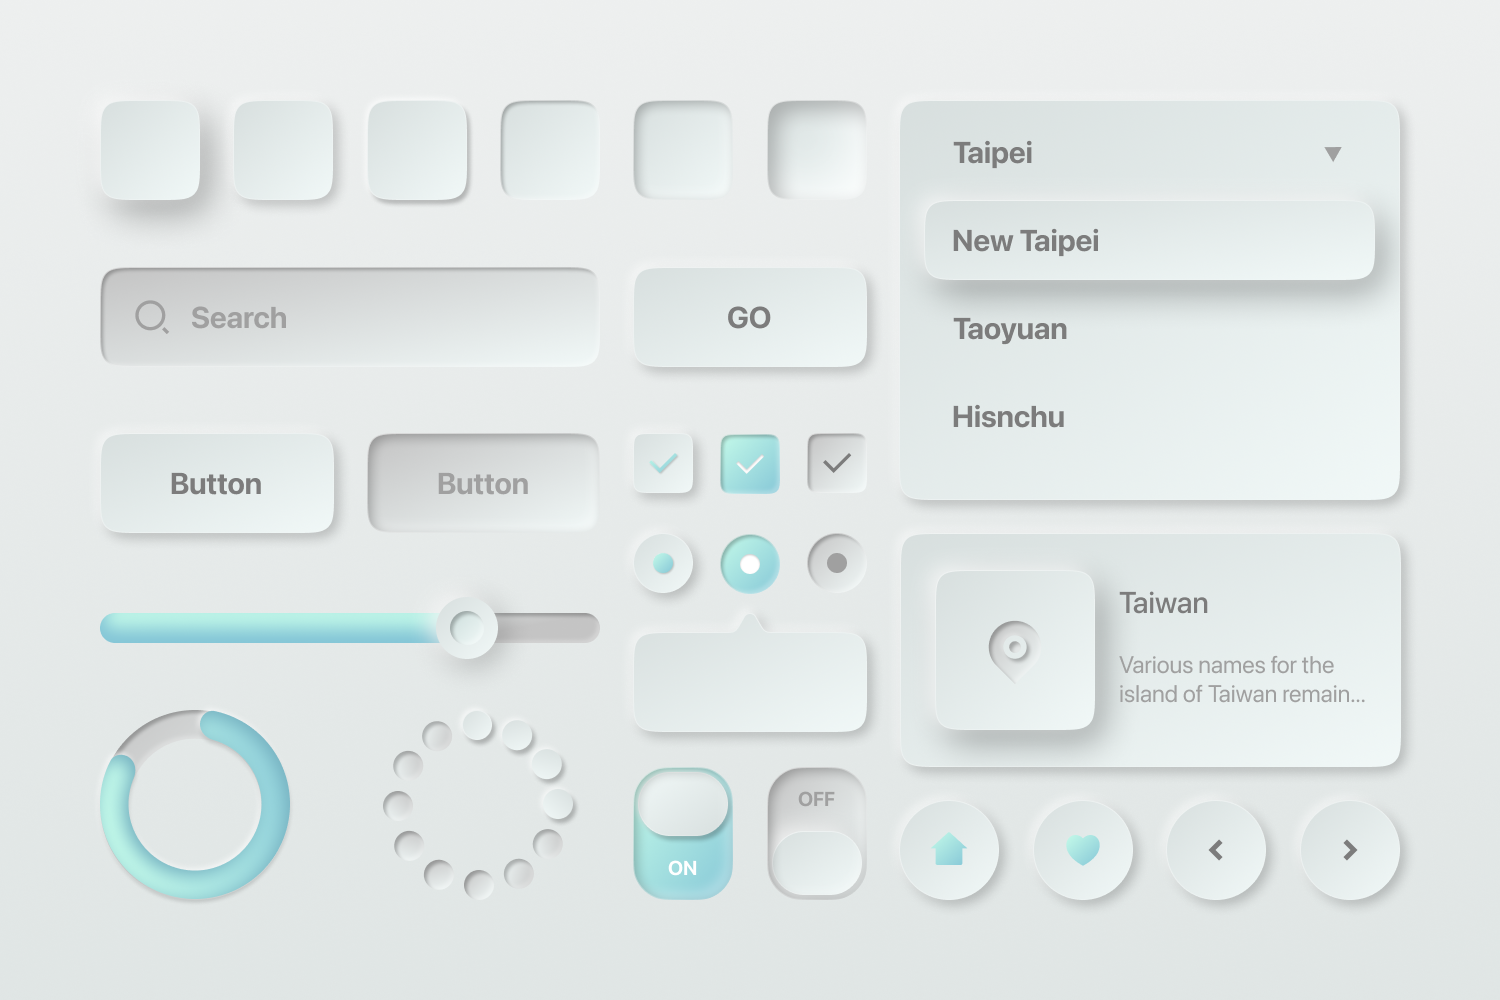 Taipei
New Taipei
Taoyuan
Hisnchu
Search
GO
Button
Button
Taiwan
Various names for the
island of Taiwan remain...
OFF
ON